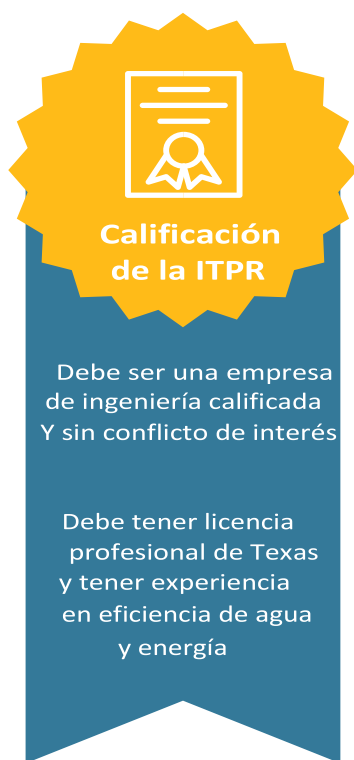 Calificación
de la ITPR
Debe ser una empresa
de ingeniería calificada
Y sin conflicto de interés
Debe tener licencia
profesional de Texas
y tener experiencia
en eficiencia de agua
y energía